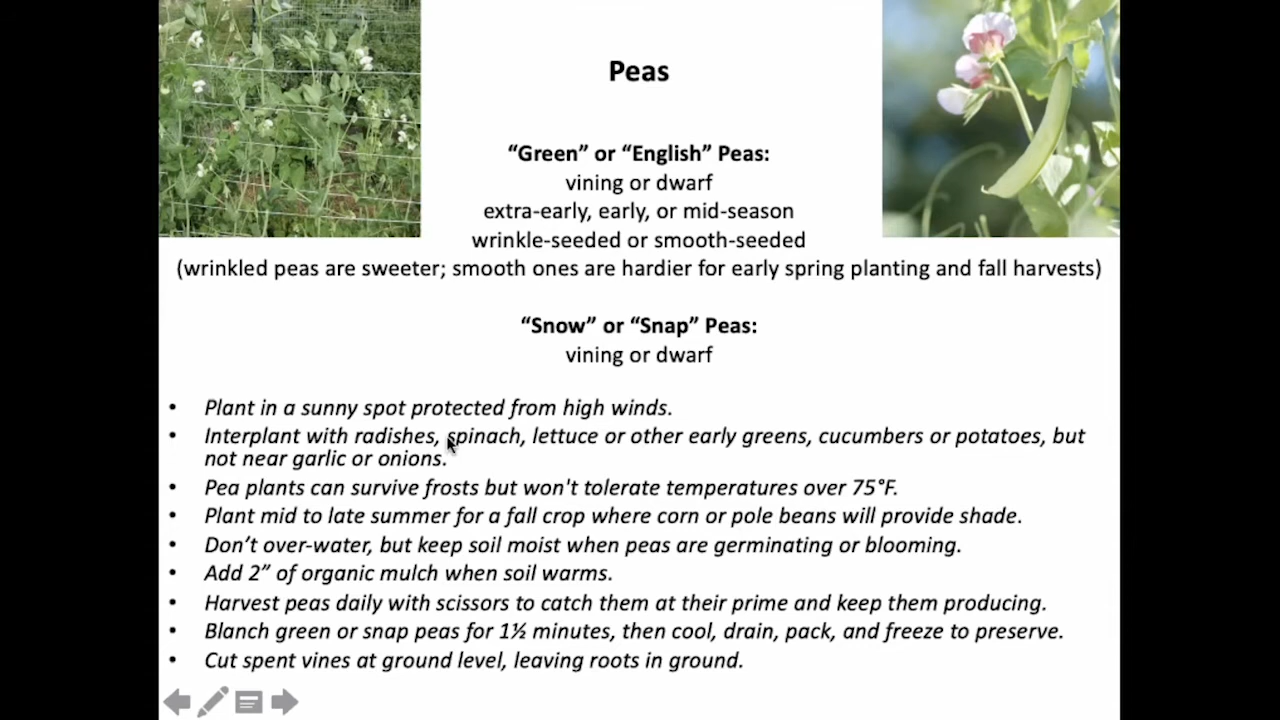 Peas
“Green” or “English” Peas:
vining or dwarf
extra-early, early, or mid-season
wrinkle-seeded or smooth-seeded
(wrinkled peas are sweeter; smooth ones are hardier for early spring planting and fall harvests)
“Snow” or “Snap” Peas:
vining or dwarf
• Plant in a sunny spot protected from high winds.
• Interplant with radishes, spinach, lettuce or other early greens, cucumbers or potatoes, but
not near garlic or onions.
• Pea plants can survive frosts but won't tolerate temperatures over 75°F.
• Plant mid to late summer for a fall crop where corn or pole beans will provide shade.
• Don’t over-water, but keep soil moist when peas are germinating or blooming.
• Add 2” of organic mulch when soil warms.
• Harvest peas daily with scissors to catch them at their prime and keep them producing.
• Blanch green or snap peas for 1½ minutes, then cool, drain, pack, and freeze to preserve.
• Cut spent vines at ground level, leaving roots in ground.